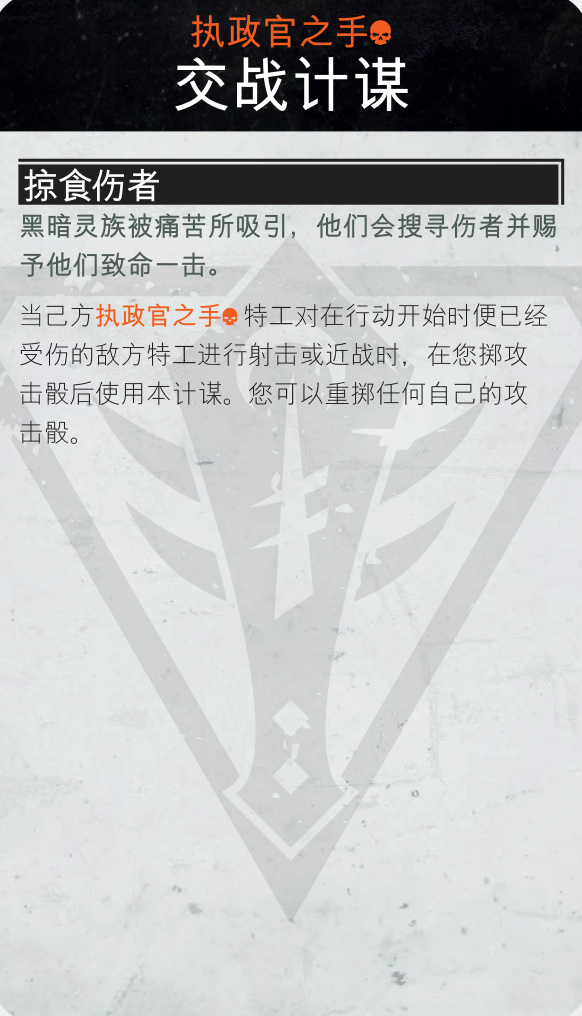 执政官之手
交战计谋
掠食伤者
黑暗灵族被痛苦所吸引，他们会搜寻伤者并赐
予他们致命一击。
当己方执政官之手特工对在行动开始时便已经
受伤的敌方特工进行射击或近战时，在您掷攻
击骰后使用本计谋。您可以重掷任何自己的攻
击骰。